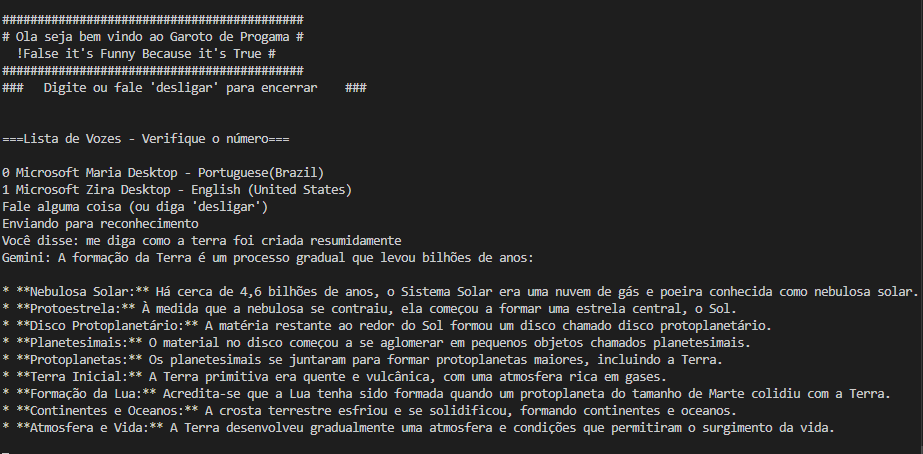 ###########################################
# Ola seja bem vindo ao Garoto de Progama #
!False it's Funny Because it's True #
###########################################
### Digite ou fale 'desligar' para encerrar ###
===Lista de Vozes - Verifique o número===
0 Microsoft Maria Desktop - Portuguese(Brazil)
1 Microsoft Zira Desktop - English (United States)
Fale alguma coisa (ou diga 'desligar')
Enviando para reconhecimento
Você disse: me diga como a terra foi criada resumidamente
Gemini: A formação da Terra é um processo gradual que levou bilhões de anos:
* **Nebulosa Solar:** Há cerca de 4,6 bilhões de anos, o Sistema Solar era uma nuvem de gás e poeira conhecida como nebulosa solar.
* **Protoestrela:** À medida que a nebulosa se contraiu, ela começou a formar uma estrela central, o Sol.
* **Disco Protoplanetário:** A matéria restante ao redor do Sol formou um disco chamado disco protoplanetário.
* **Planetesimais:** O material no disco começou a se aglomerar em pequenos objetos chamados planetesimais.
* **Protoplanetas:** Os planetesimais se juntaram para formar protoplanetas maiores, incluindo a Terra.
* **Terra Inicial:** A Terra primitiva era quente e vulcânica, com uma atmosfera rica em gases.
* **Formação da Lua:** Acredita-se que a Lua tenha sido formada quando um protoplaneta do tamanho de Marte colidiu com a Terra.
* **Continentes e Oceanos:** A crosta terrestre esfriou e se solidificou, formando continentes e oceanos.
* **Atmosfera e Vida:** A Terra desenvolveu gradualmente uma atmosfera e condições que permitiram o surgimento da vida.